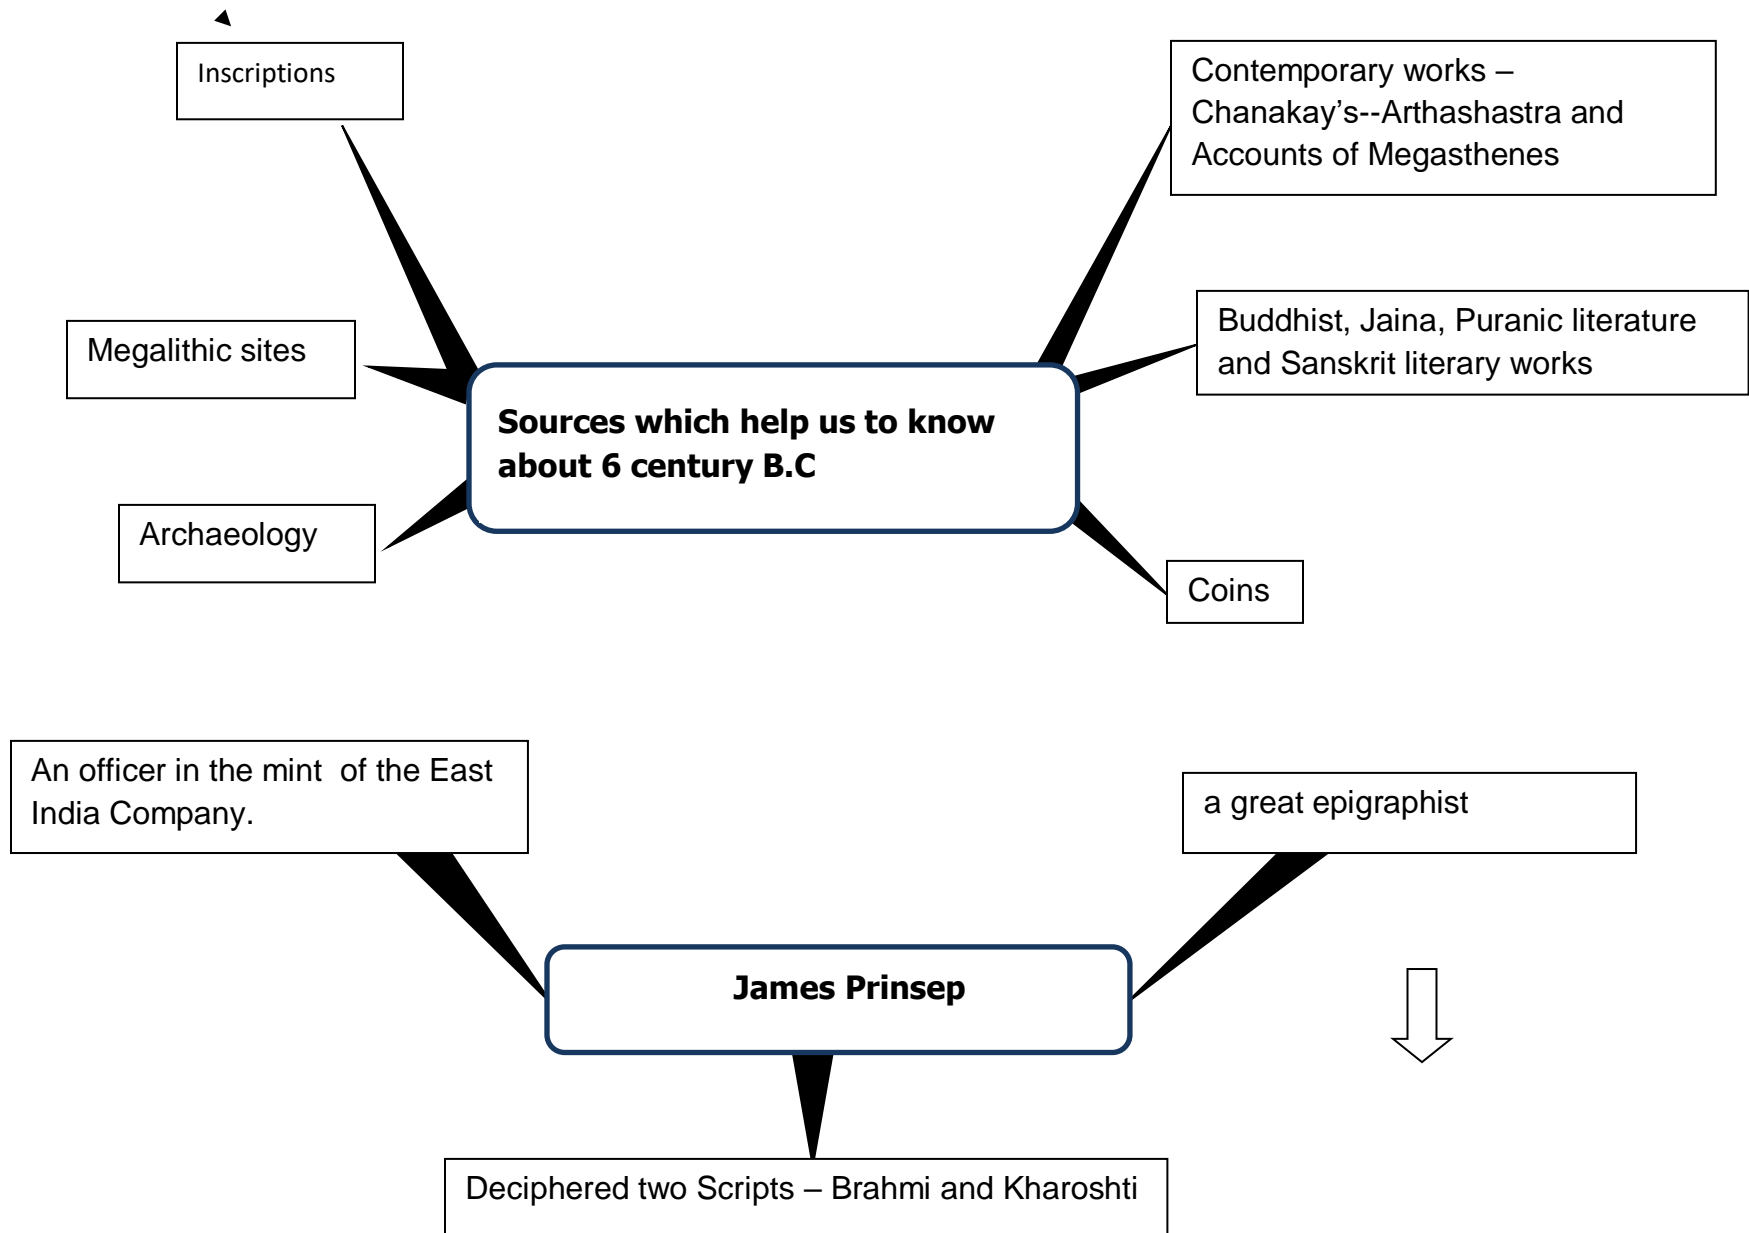 Inscriptions
Contemporary works –
Chanakay’s--Arthashastra and
Accounts of Megasthenes
Megalithic sites
Buddhist, Jaina, Puranic literature
and Sanskrit literary works
Sources which help us to know
about 6 century B.C
Archaeology
Coins
An officer in the mint  of the East
India Company.
a great epigraphist
James Prinsep
Deciphered two Scripts – Brahmi and Kharoshti